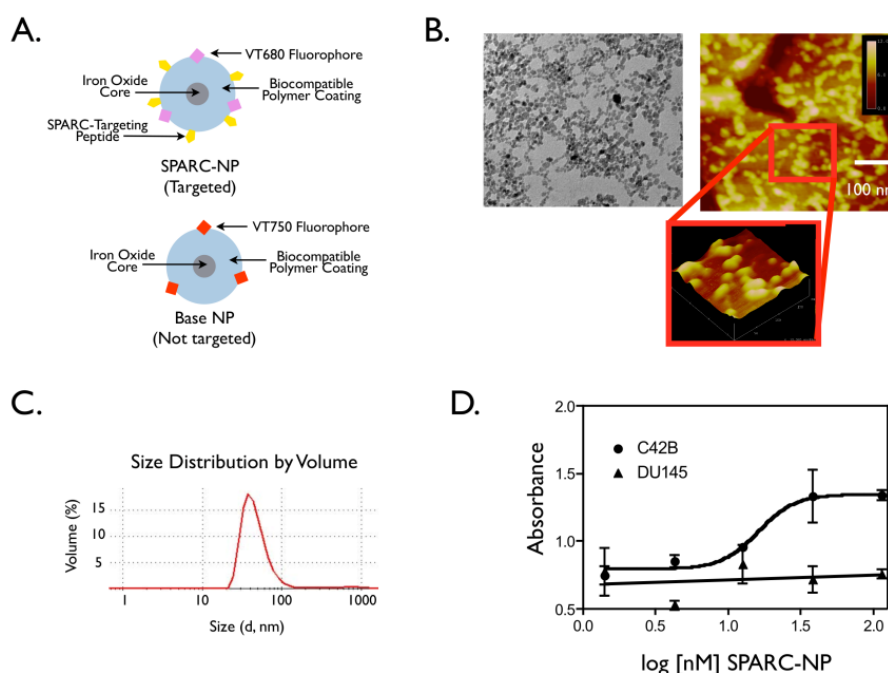 A.
VT680 Fluorophore
Iron Oxide
Core
Biocompatible
Polymer Coating
SPARC-Targeting
Peptide
SPARC-NP
(Targeted)
VT750 Fluorophore
Iron Oxide
Core
Biocompatible
Polymer Coating
Base NP
(Not targeted)
B.
100 nm
C.
Size Distribution by Volume
Volume (%)
15
10
5
1
10
100
1000
Size (d, nm)
D.
Absorbance
2.0
1.5
1.0
0.5
C42B
DU145
0.0
0.5
1.0
1.5
2.0
log [nM] SPARC-NP